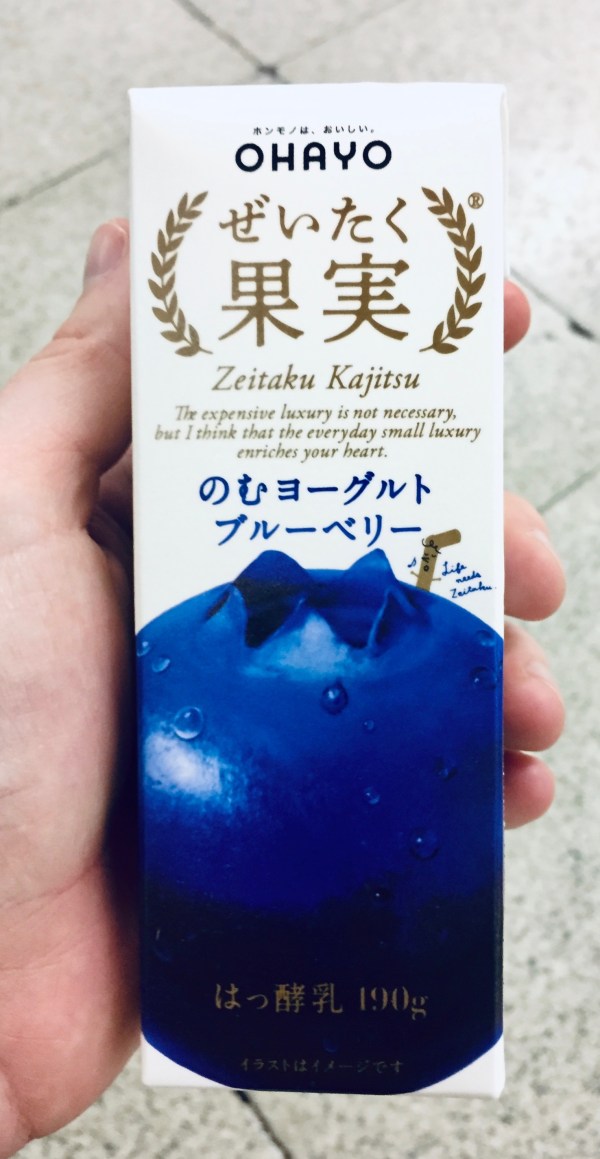 ホンモノは、おいしい。
OHAYO
ぜいたく®
果実
Zeitaku Kajitsu
The expensive luxury is not necessary,
but I think that the everyday small luxury
enriches your heart.
のむヨーグルト
ブルーベリー
Life
needs
Zeitaku.
はっ酵乳 190g
イラストはイメージです